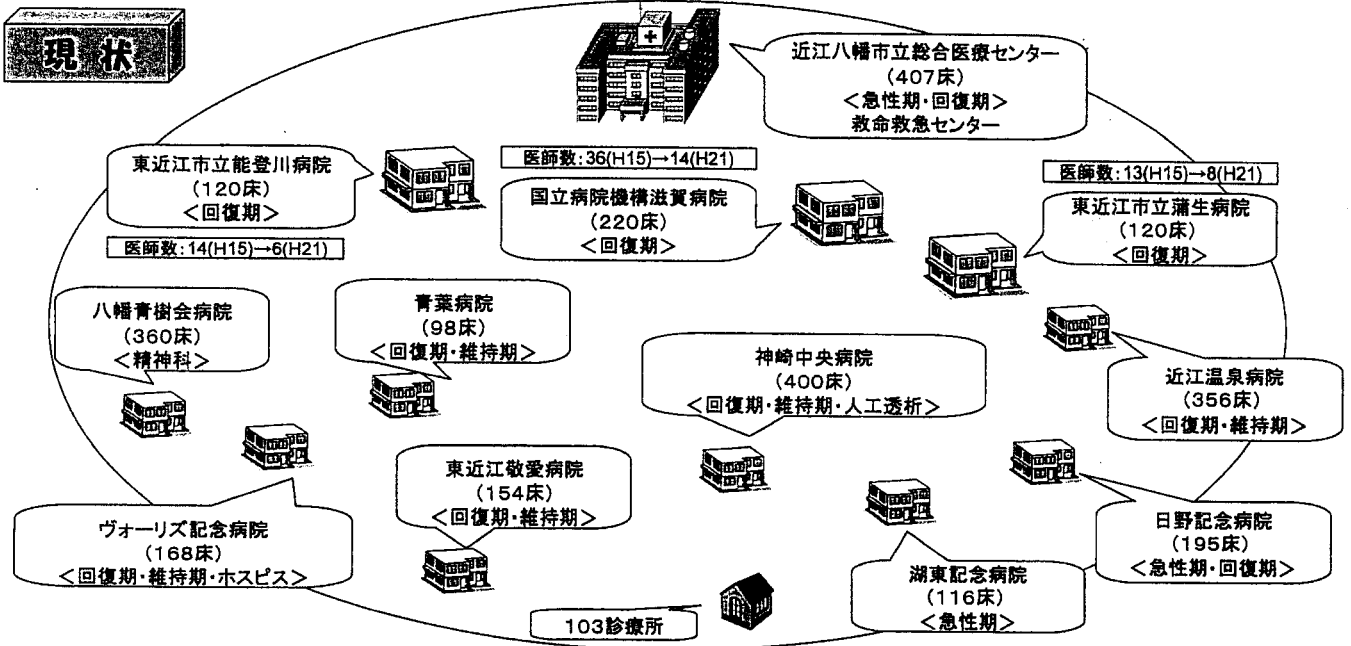 現状
近江八幡市立総合医療センター
(407床)
＜急性期・回復期＞
救命救急センター
東近江市立能登川病院
(120床)
＜回復期＞
医師数:14(H15)→6(H21)
医師数:36(H15)→14(H21)
国立病院機構滋賀病院
(220床)
＜回復期＞
医師数:13(H15)→8(H21)
東近江市立蒲生病院
(120床)
＜回復期＞
八幡青樹会病院
(360床)
＜精神科＞
青葉病院
(98床)
＜回復期・維持期＞
神崎中央病院
(400床)
＜回復期・維持期・人工透析＞
近江温泉病院
(356床)
＜回復期・維持期＞
ヴォーリズ記念病院
(168床)
＜回復期・維持期・ホスピス＞
東近江敬愛病院
(154床)
＜回復期・維持期＞
日野記念病院
(195床)
＜急性期・回復期＞
湖東記念病院
(116床)
＜急性期＞
103診療所